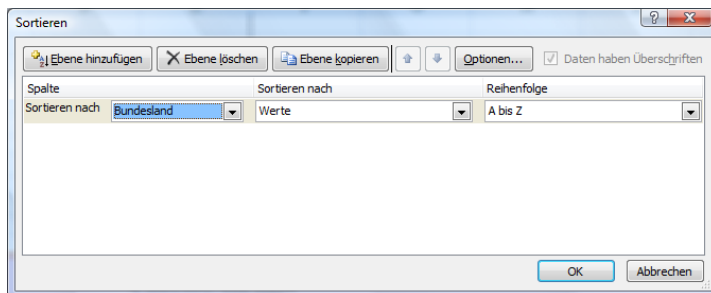 Sortieren
Ebene hinzufügen Ebene löschen Ebene kopieren Optionen... Daten haben Überschriften
Spalte Sortieren nach Reihenfolge
Sortieren nach Bundesland Werte A bis Z
OK Abbrechen